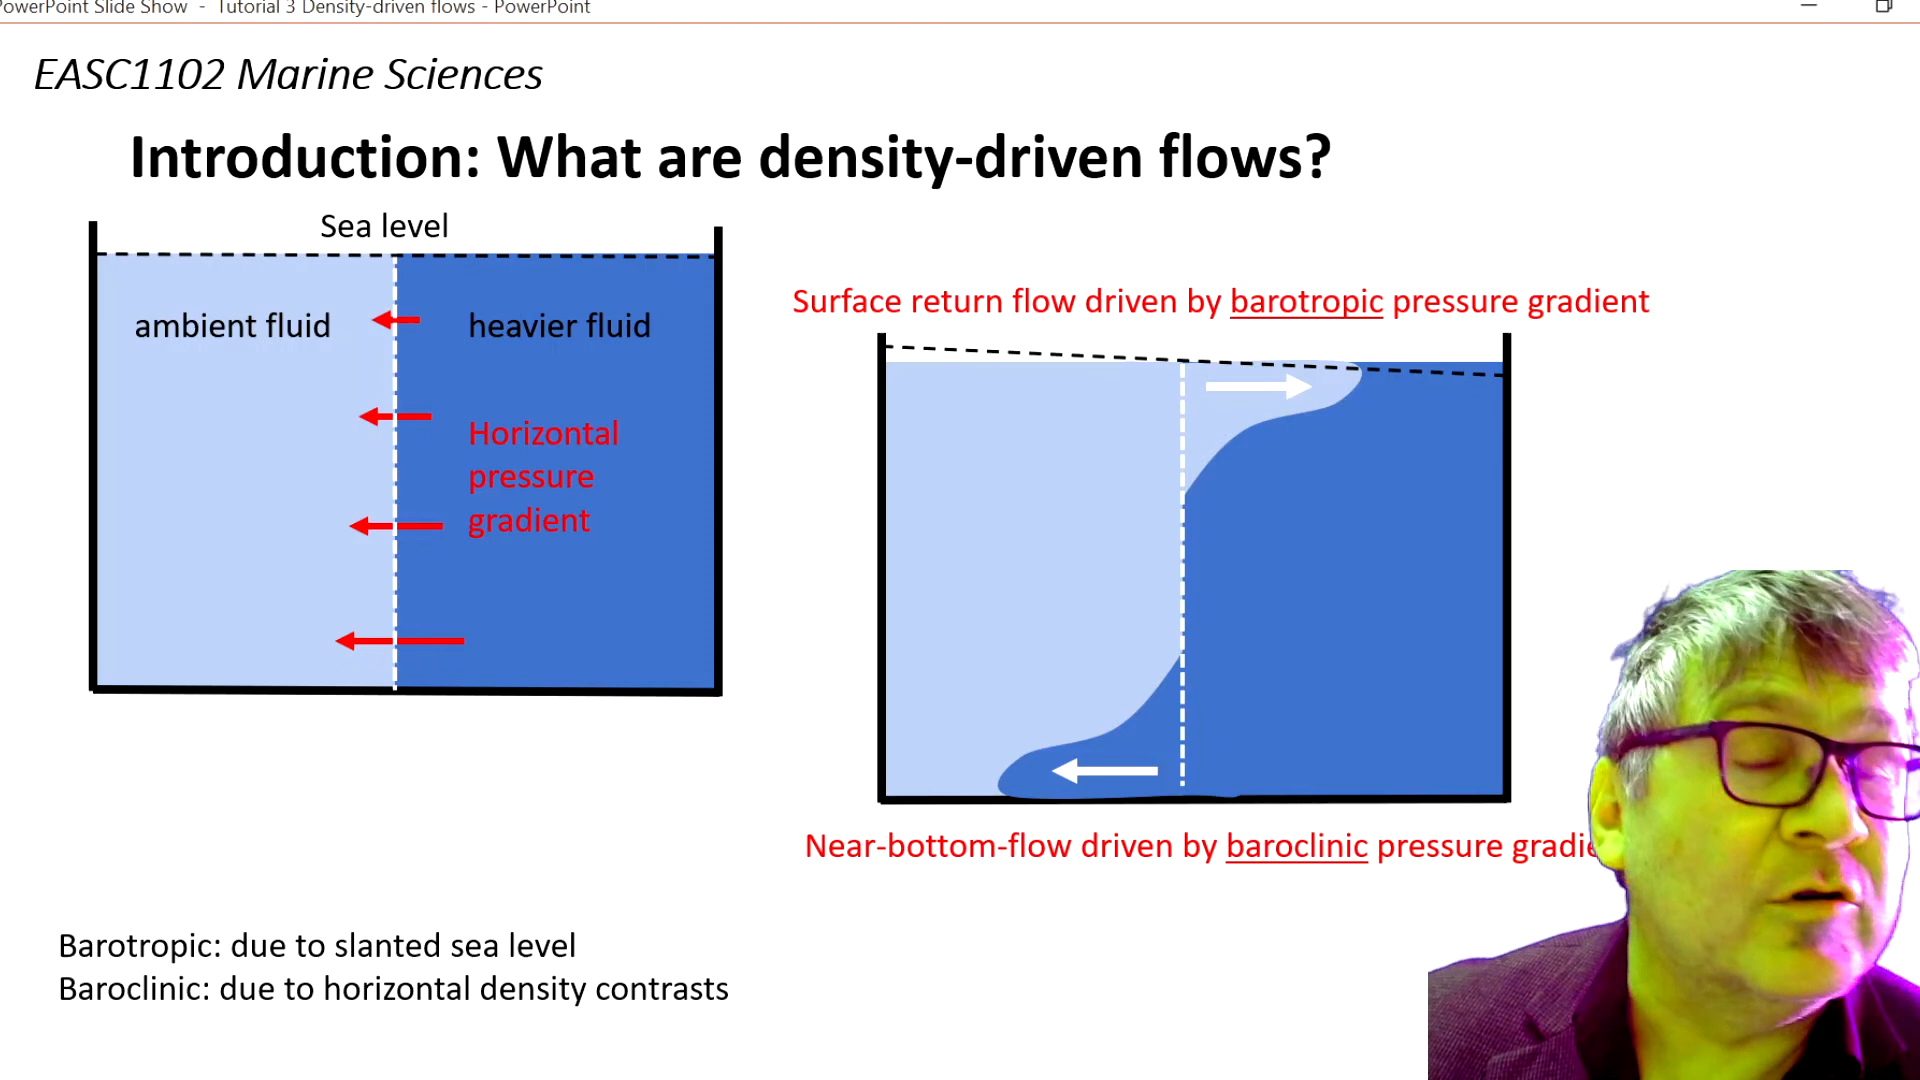 PowerPoint Slide Show - Tutorial 3 Density-driven flows - PowerPoint
EASC1102 Marine Sciences
Introduction: What are density-driven flows?
Sea level
ambient fluid
heavier fluid
Horizontal
pressure
gradient
Surface return flow driven by barotropic pressure gradient
Near-bottom-flow driven by baroclinic pressure gradie
Barotropic: due to slanted sea level
Baroclinic: due to horizontal density contrasts